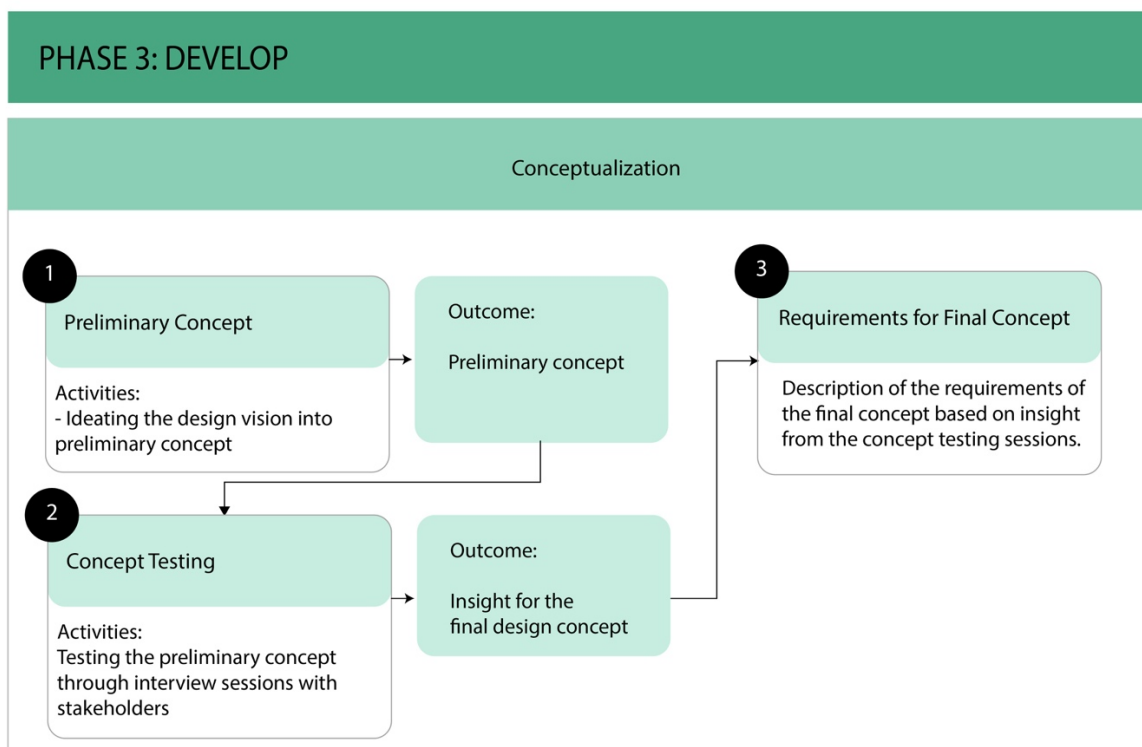 PHASE 3: DEVELOP
Conceptualization
1
Preliminary Concept
Activities:
- Ideating the design vision into
preliminary concept
Outcome:
Preliminary concept
2
Concept Testing
Activities:
Testing the preliminary concept
through interview sessions with
stakeholders
Outcome:
Insight for the
final design concept
3
Requirements for Final Concept
Description of the requirements of
the final concept based on insight
from the concept testing sessions.